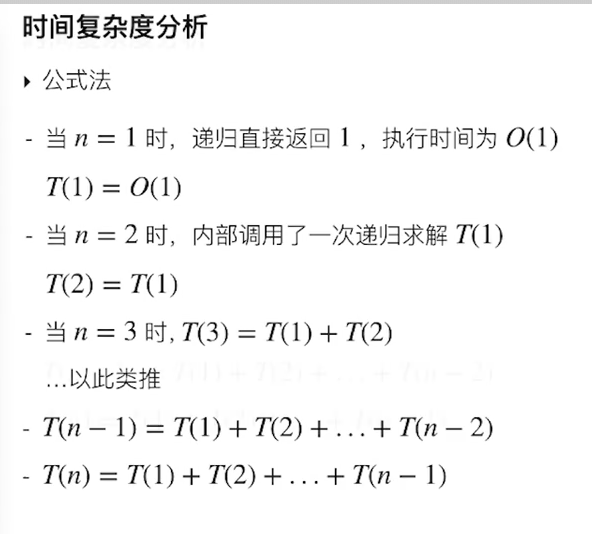 时间复杂度分析
▸ 公式法
- 当 n = 1 时，递归直接返回 1 ，执行时间为 O(1)
T(1) = O(1)
- 当 n = 2 时，内部调用了一次递归求解 T(1)
T(2) = T(1)
- 当 n = 3 时, T(3) = T(1) + T(2)
…以此类推
- T(n − 1) = T(1) + T(2) + … + T(n − 2)
- T(n) = T(1) + T(2) + … + T(n − 1)